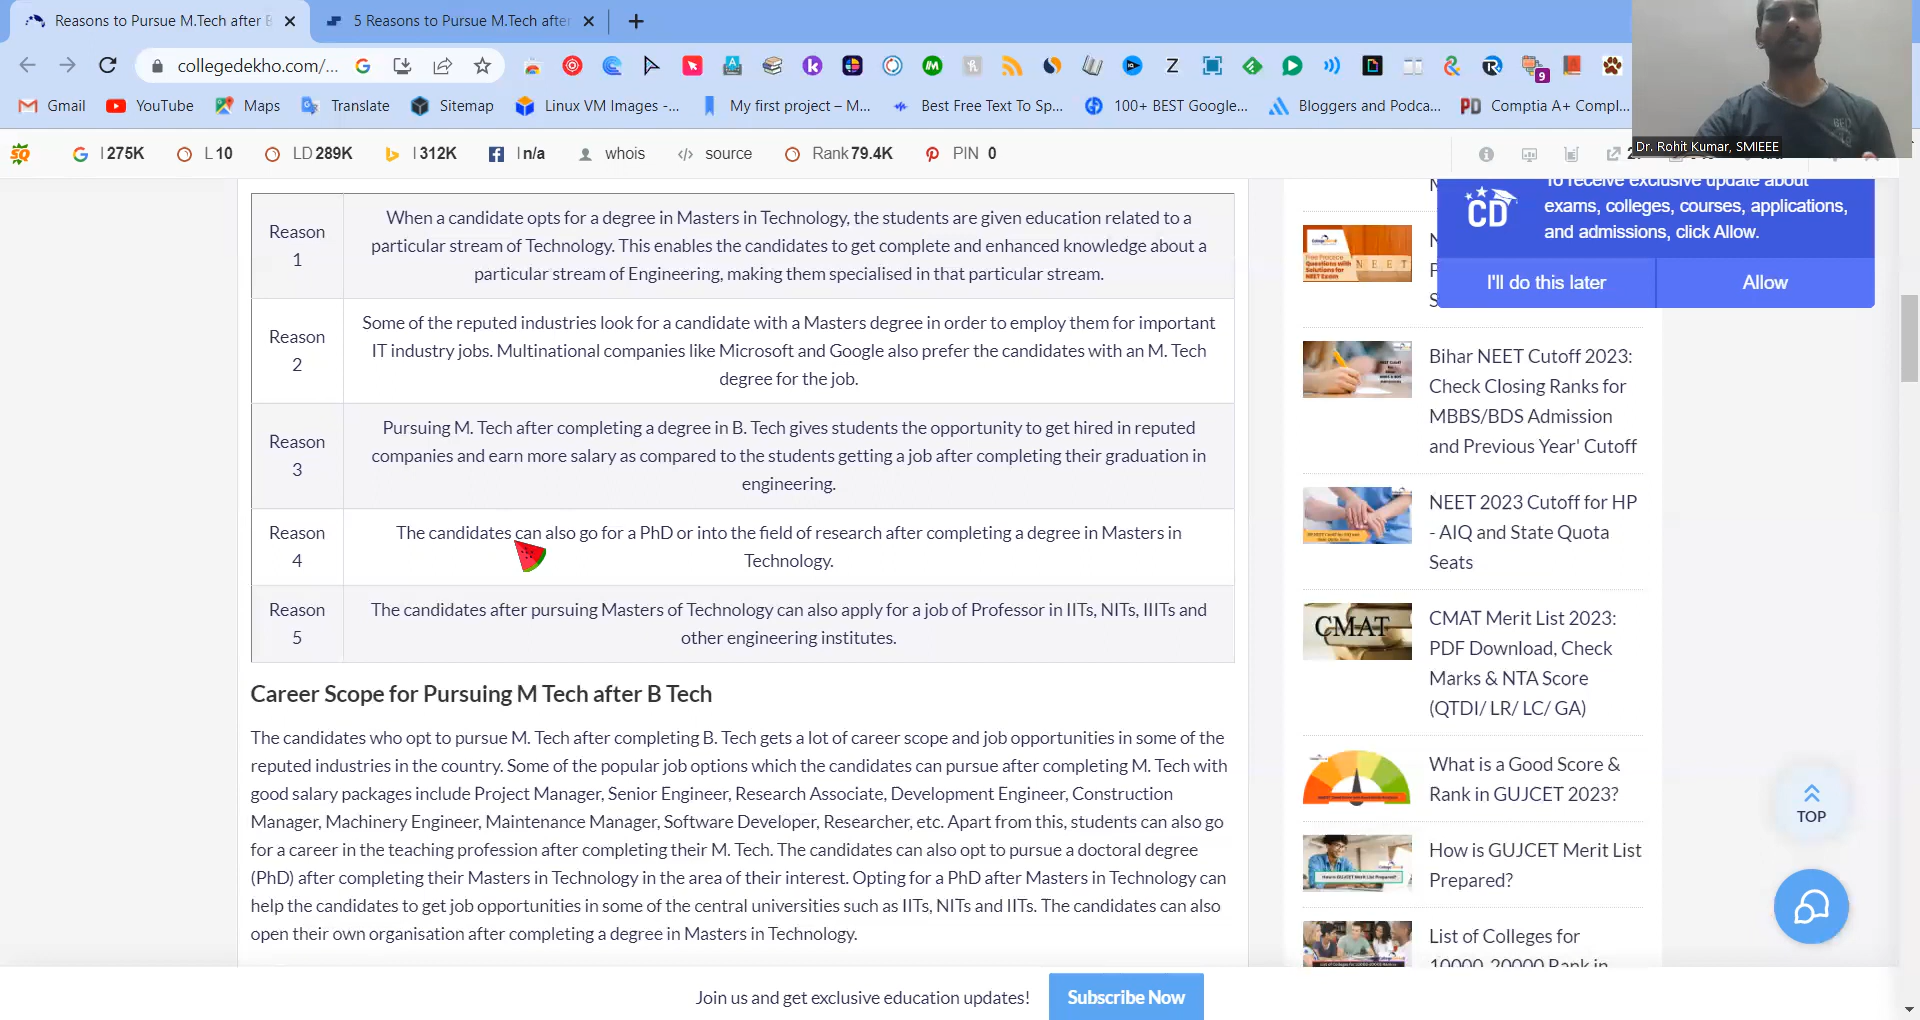 Reasons to Pursue M.Tech after B
5 Reasons to Pursue M.Tech after
collegedekho.com/...
9
Gmail
YouTube
Maps
Translate
Sitemap
Linux VM Images -...
My first project – M...
Best Free Text To Sp...
100+ BEST Google...
Bloggers and Podca...
Comptia A+ Compl...
Dr. Rohit Kumar, SMIEEE
SQ
I 275K
L 10
LD 289K
I 312K
I n/a
whois
source
Rank 79.4K
PIN 0
Reason 1
When a candidate opts for a degree in Masters in Technology, the students are given education related to a
particular stream of Technology. This enables the candidates to get complete and enhanced knowledge about a
particular stream of Engineering, making them specialised in that particular stream.
Reason 2
Some of the reputed industries look for a candidate with a Masters degree in order to employ them for important
IT industry jobs. Multinational companies like Microsoft and Google also prefer the candidates with an M. Tech
degree for the job.
Reason 3
Pursuing M. Tech after completing a degree in B. Tech gives students the opportunity to get hired in reputed
companies and earn more salary as compared to the students getting a job after completing their graduation in
engineering.
Reason 4
The candidates can also go for a PhD or into the field of research after completing a degree in Masters in
Technology.
Reason 5
The candidates after pursuing Masters of Technology can also apply for a job of Professor in IITs, NITs, IIITs and
other engineering institutes.
Career Scope for Pursuing M Tech after B Tech
The candidates who opt to pursue M. Tech after completing B. Tech gets a lot of career scope and job opportunities in some of the
reputed industries in the country. Some of the popular job options which the candidates can pursue after completing M. Tech with
good salary packages include Project Manager, Senior Engineer, Research Associate, Development Engineer, Construction
Manager, Machinery Engineer, Maintenance Manager, Software Developer, Researcher, etc. Apart from this, students can also go
for a career in the teaching profession after completing their M. Tech. The candidates can also opt to pursue a doctoral degree
(PhD) after completing their Masters in Technology in the area of their interest. Opting for a PhD after Masters in Technology can
help the candidates to get job opportunities in some of the central universities such as IITs, NITs and IITs. The candidates can also
open their own organisation after completing a degree in Masters in Technology.
CD
To receive exclusive update about
exams, colleges, courses, applications,
and admissions, click Allow.
I'll do this later
Allow
Bihar NEET Cutoff 2023:
Check Closing Ranks for
MBBS/BDS Admission
and Previous Year' Cutoff
NEET 2023 Cutoff for HP
- AIQ and State Quota
Seats
CMAT
CMAT Merit List 2023:
PDF Download, Check
Marks & NTA Score
(QTDI/ LR/ LC/ GA)
What is a Good Score &
Rank in GUJCET 2023?
How is GUJCET Merit List
Prepared?
List of Colleges for
10000-20000 Rank in
TOP
Join us and get exclusive education updates!
Subscribe Now